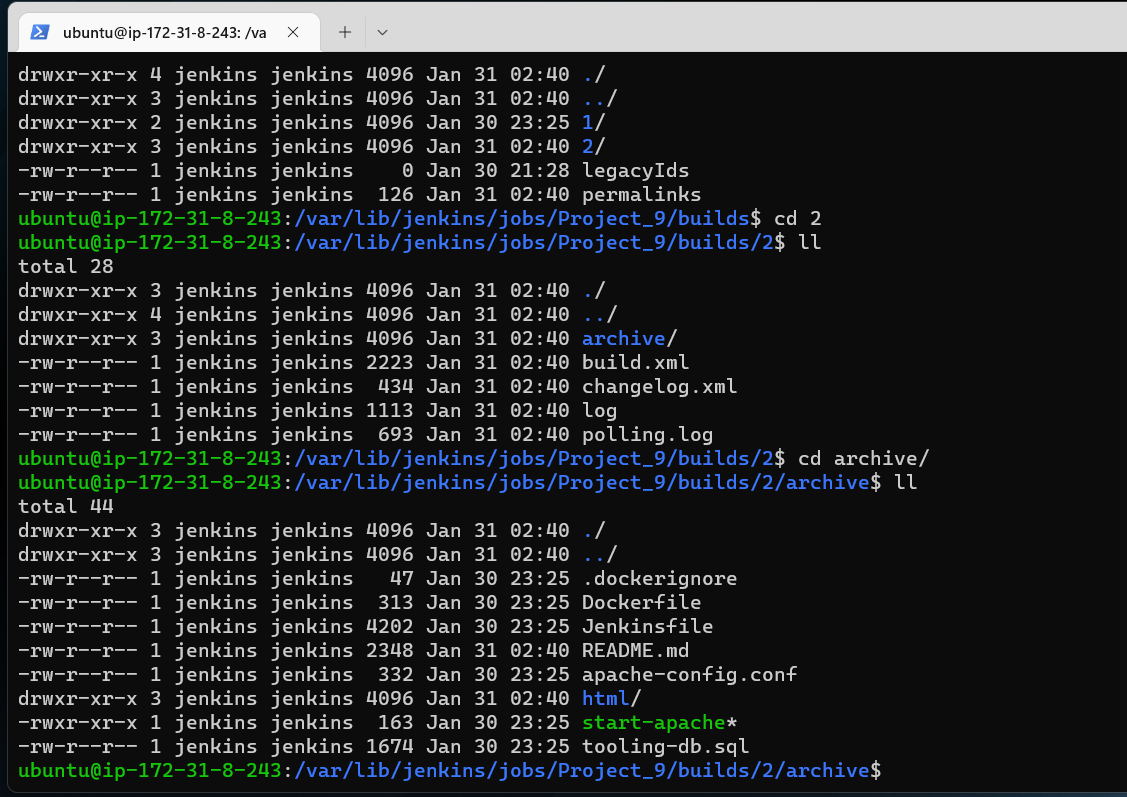 ubuntu@ip-172-31-8-243: /va
drwxr-xr-x 4 jenkins jenkins 4096 Jan 31 02:40 ./
drwxr-xr-x 3 jenkins jenkins 4096 Jan 31 02:40 ../
drwxr-xr-x 2 jenkins jenkins 4096 Jan 30 23:25 1/
drwxr-xr-x 3 jenkins jenkins 4096 Jan 31 02:40 2/
-rw-r--r-- 1 jenkins jenkins    0 Jan 30 21:28 legacyIds
-rw-r--r-- 1 jenkins jenkins  126 Jan 31 02:40 permalinks
ubuntu@ip-172-31-8-243:/var/lib/jenkins/jobs/Project_9/builds$ cd 2
ubuntu@ip-172-31-8-243:/var/lib/jenkins/jobs/Project_9/builds/2$ ll
total 28
drwxr-xr-x 3 jenkins jenkins 4096 Jan 31 02:40 ./
drwxr-xr-x 4 jenkins jenkins 4096 Jan 31 02:40 ../
drwxr-xr-x 3 jenkins jenkins 4096 Jan 31 02:40 archive/
-rw-r--r-- 1 jenkins jenkins 2223 Jan 31 02:40 build.xml
-rw-r--r-- 1 jenkins jenkins  434 Jan 31 02:40 changelog.xml
-rw-r--r-- 1 jenkins jenkins 1113 Jan 31 02:40 log
-rw-r--r-- 1 jenkins jenkins  693 Jan 31 02:40 polling.log
ubuntu@ip-172-31-8-243:/var/lib/jenkins/jobs/Project_9/builds/2$ cd archive/
ubuntu@ip-172-31-8-243:/var/lib/jenkins/jobs/Project_9/builds/2/archive$ ll
total 44
drwxr-xr-x 3 jenkins jenkins 4096 Jan 31 02:40 ./
drwxr-xr-x 3 jenkins jenkins 4096 Jan 31 02:40 ../
-rw-r--r-- 1 jenkins jenkins   47 Jan 30 23:25 .dockerignore
-rw-r--r-- 1 jenkins jenkins  313 Jan 30 23:25 Dockerfile
-rw-r--r-- 1 jenkins jenkins 4202 Jan 30 23:25 Jenkinsfile
-rw-r--r-- 1 jenkins jenkins 2348 Jan 31 02:40 README.md
-rw-r--r-- 1 jenkins jenkins  332 Jan 30 23:25 apache-config.conf
drwxr-xr-x 3 jenkins jenkins 4096 Jan 31 02:40 html/
-rwxr-xr-x 1 jenkins jenkins  163 Jan 30 23:25 start-apache*
-rw-r--r-- 1 jenkins jenkins 1674 Jan 30 23:25 tooling-db.sql
ubuntu@ip-172-31-8-243:/var/lib/jenkins/jobs/Project_9/builds/2/archive$